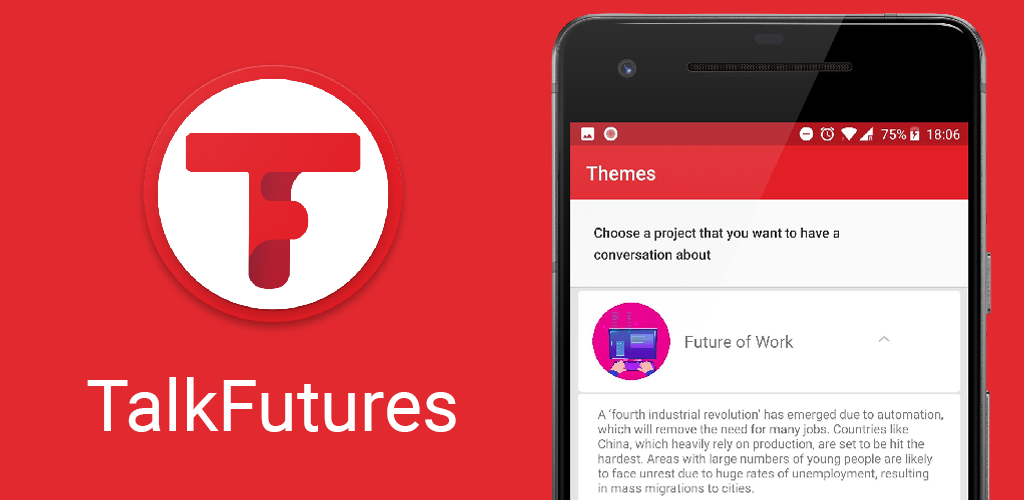 TF
TalkFutures
75% 18:06
Themes
Choose a project that you want to have a
conversation about
Future of Work
A ‘fourth industrial revolution’ has emerged due to automation,
which will remove the need for many jobs. Countries like
China, which heavily rely on production, are set to be hit the
hardest. Areas with large numbers of young people are likely
to face unrest due to huge rates of unemployment, resulting
in mass migrations to cities.